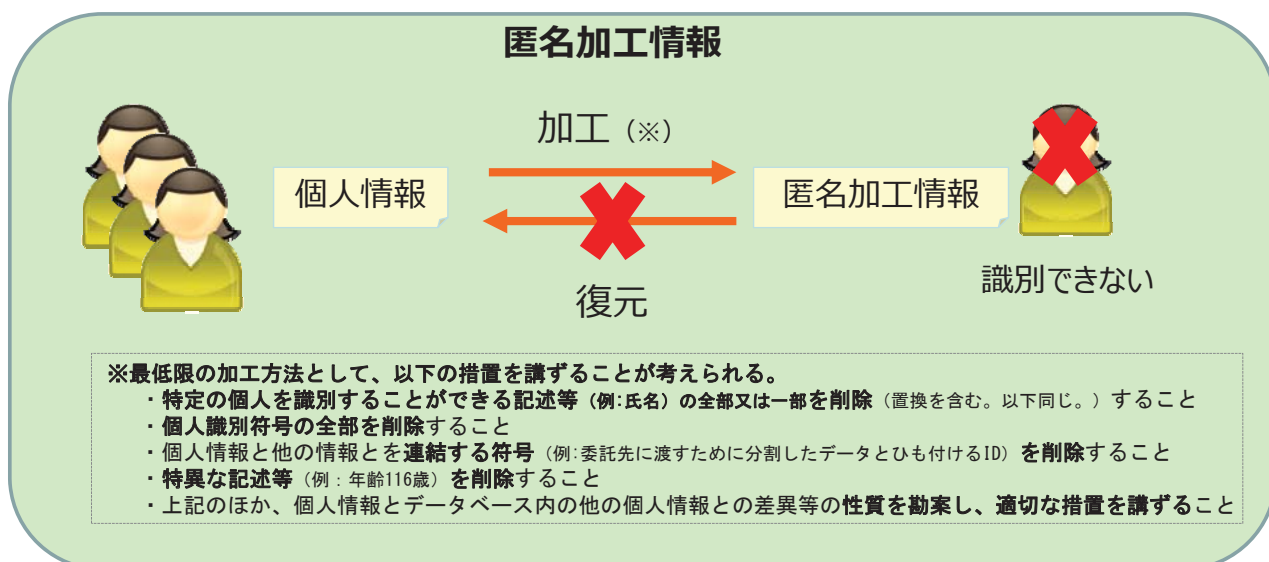 匿名加工情報
加工（※）
個人情報
匿名加工情報
復元
識別できない
※最低限の加工方法として、以下の措置を講ずることが考えられる。
・特定の個人を識別することができる記述等（例:氏名）の全部又は一部を削除（置換を含む。以下同じ。）すること
・個人識別符号の全部を削除すること
・個人情報と他の情報とを連結する符号（例:委託先に渡すために分割したデータとひも付けるID）を削除すること
・特異な記述等（例：年齢116歳）を削除すること
・上記のほか、個人情報とデータベース内の他の個人情報との差異等の性質を勘案し、適切な措置を講ずること